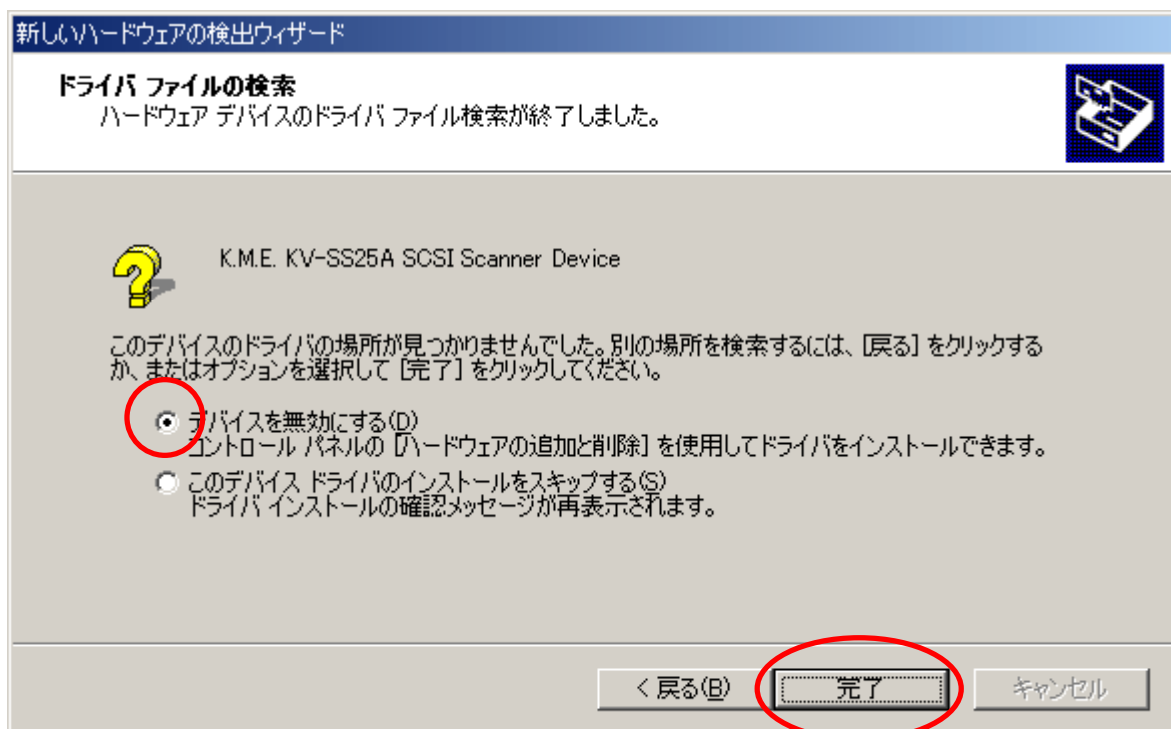 新しいハードウェアの検出ウィザード
ドライバ ファイルの検索
ハードウェア デバイスのドライバ ファイル検索が終了しました。
K.M.E. KV-SS25A SCSI Scanner Device
このデバイスのドライバの場所が見つかりませんでした。別の場所を検索するには、[戻る] をクリックする
か、またはオプションを選択して [完了] をクリックしてください。
デバイスを無効にする(D)
コントロール パネルの [ハードウェアの追加と削除] を使用してドライバをインストールできます。
このデバイス ドライバのインストールをスキップする(S)
ドライバ インストールの確認メッセージが再表示されます。
< 戻る(B)
完了
キャンセル